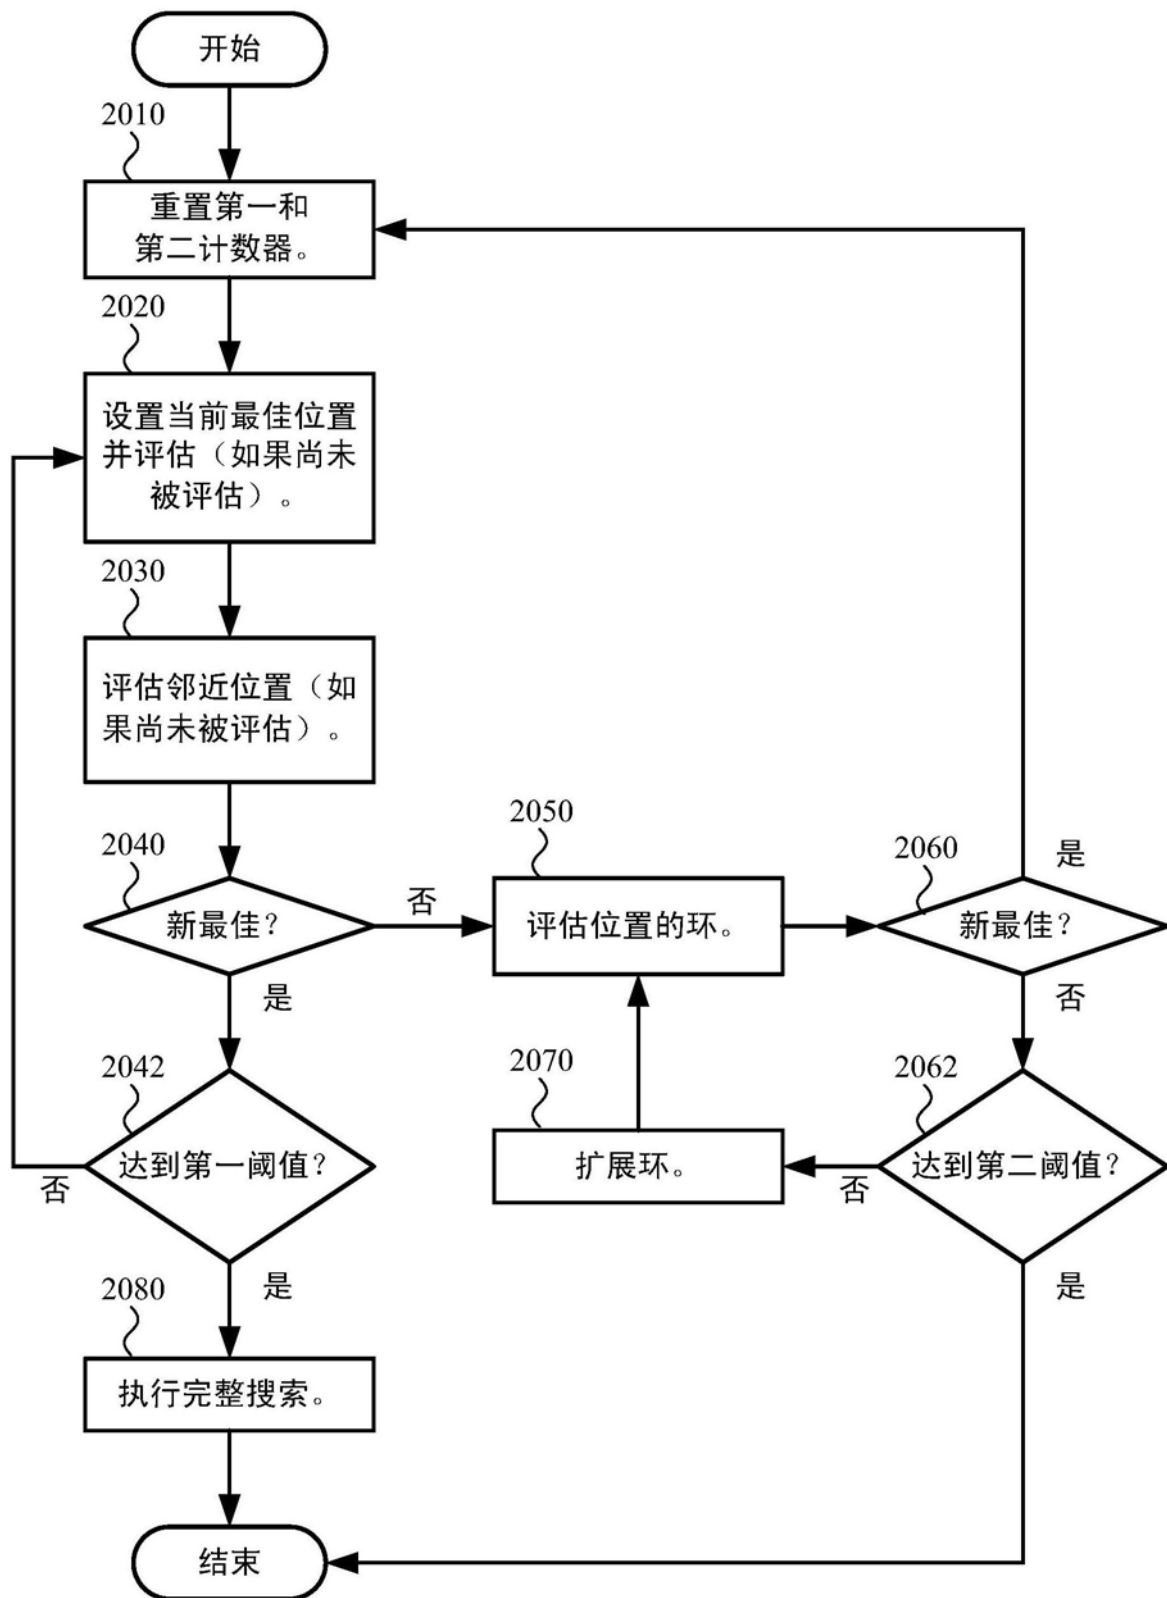 开始
2010
重置第一和
第二计数器。
2020
设置当前最佳位置
并评估（如果尚未
被评估）。
2030
评估邻近位置（如
果尚未被评估）。
2040
新最佳？
否
是
2050
评估位置的环。
2060
新最佳？
是
否
2042
达到第一阈值？
否
是
2070
扩展环。
2062
达到第二阈值？
否
是
2080
执行完整搜索。
结束